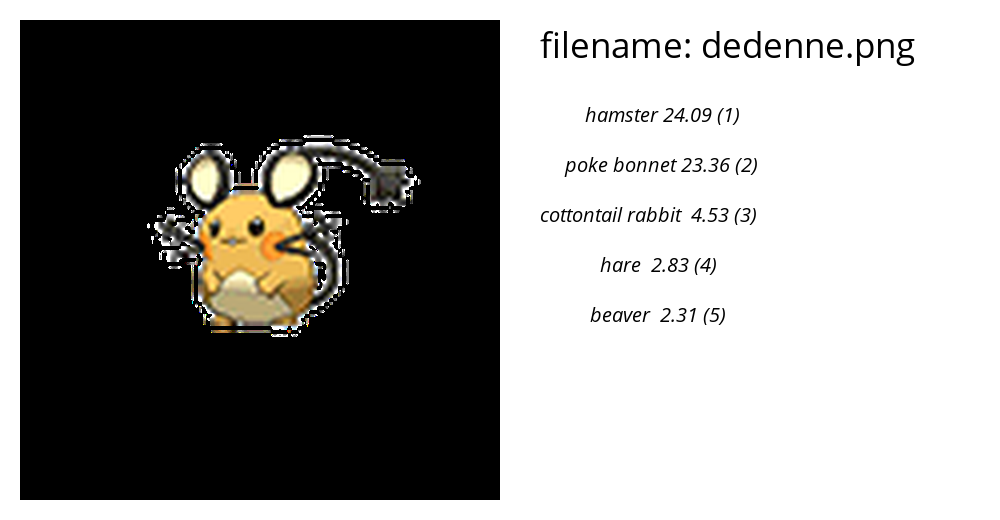 filename: dedenne.png
hamster 24.09 (1)
poke bonnet 23.36 (2)
cottontail rabbit 4.53 (3)
hare 2.83 (4)
beaver 2.31 (5)